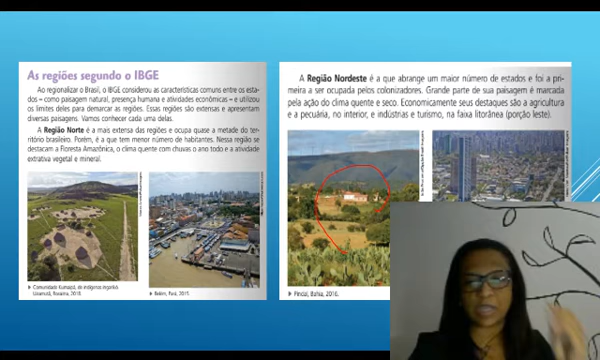 As regiões segundo o IBGE
Ao regionalizar o Brasil, o IBGE considerou as características comuns entre os esta-
dos – como paisagem natural, presença humana e atividades econômicas – e utilizou
os limites deles para demarcar as regiões. Essas regiões são extensas e apresentam
diversas paisagens. Vamos conhecer cada uma delas.
A Região Norte é a mais extensa das regiões e ocupa quase a metade do ter-
ritório brasileiro. Porém, é a que tem menor número de habitantes. Nessa região se
destacam a Floresta Amazônica, o clima quente com chuvas o ano todo e a atividade
extrativa vegetal e mineral.
Comunidade
de indígenas
Roraima, 2016.
Belém, Pará, 2015.
A Região Nordeste é a que abrange um maior número de estados e foi a pri-
meira a ser ocupada pelos colonizadores. Grande parte de sua paisagem é marcada
pela ação do clima quente e seco. Economicamente seus destaques são a agricultura
e a pecuária, no interior, e indústrias e turismo, na faixa litorânea (porção leste).
Bahia, 2016.